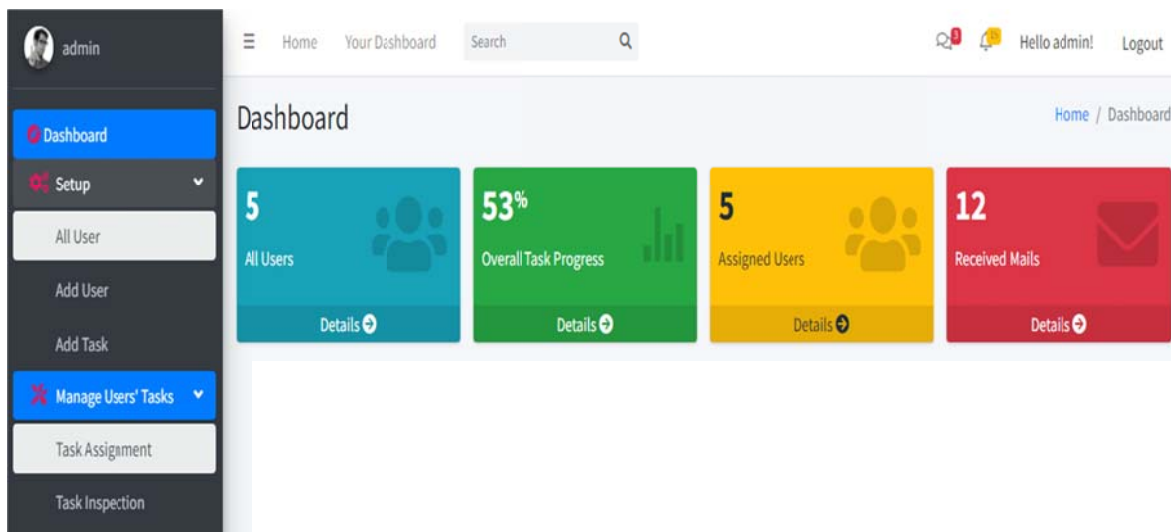 admin
Home Your Dashboard Search
3
Hello admin! Logout
Dashboard
Home / Dashboard
Dashboard
Setup
All User
Add User
Add Task
Manage Users' Tasks
Task Assignment
Task Inspection
5
All Users
Details
53%
Overall Task Progress
Details
5
Assigned Users
Details
12
Received Mails
Details